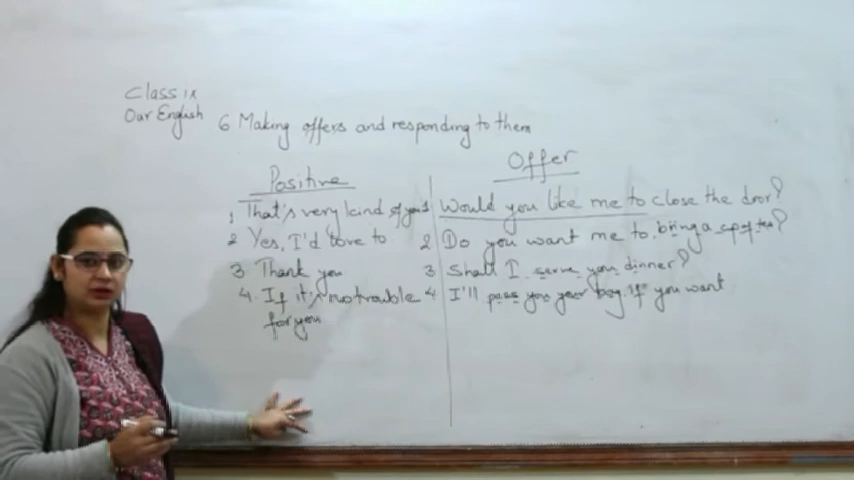 Class IX
Our English
6 Making offers and responding to them
Positive
1 That's very kind of you
2 Yes, I'd love to
3 Thank you
4. If it's no trouble
for you
Offer
1 Would you like me to close the door?
2 Do you want me to bring a cup of tea?
3 Shall I serve you dinner?
4 I'll pass you your bag if you want